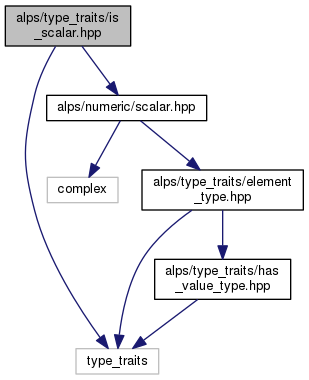 alps/type_traits/is
_scalar.hpp
alps/numeric/scalar.hpp
complex
alps/type_traits/element
_type.hpp
alps/type_traits/has
_value_type.hpp
type_traits